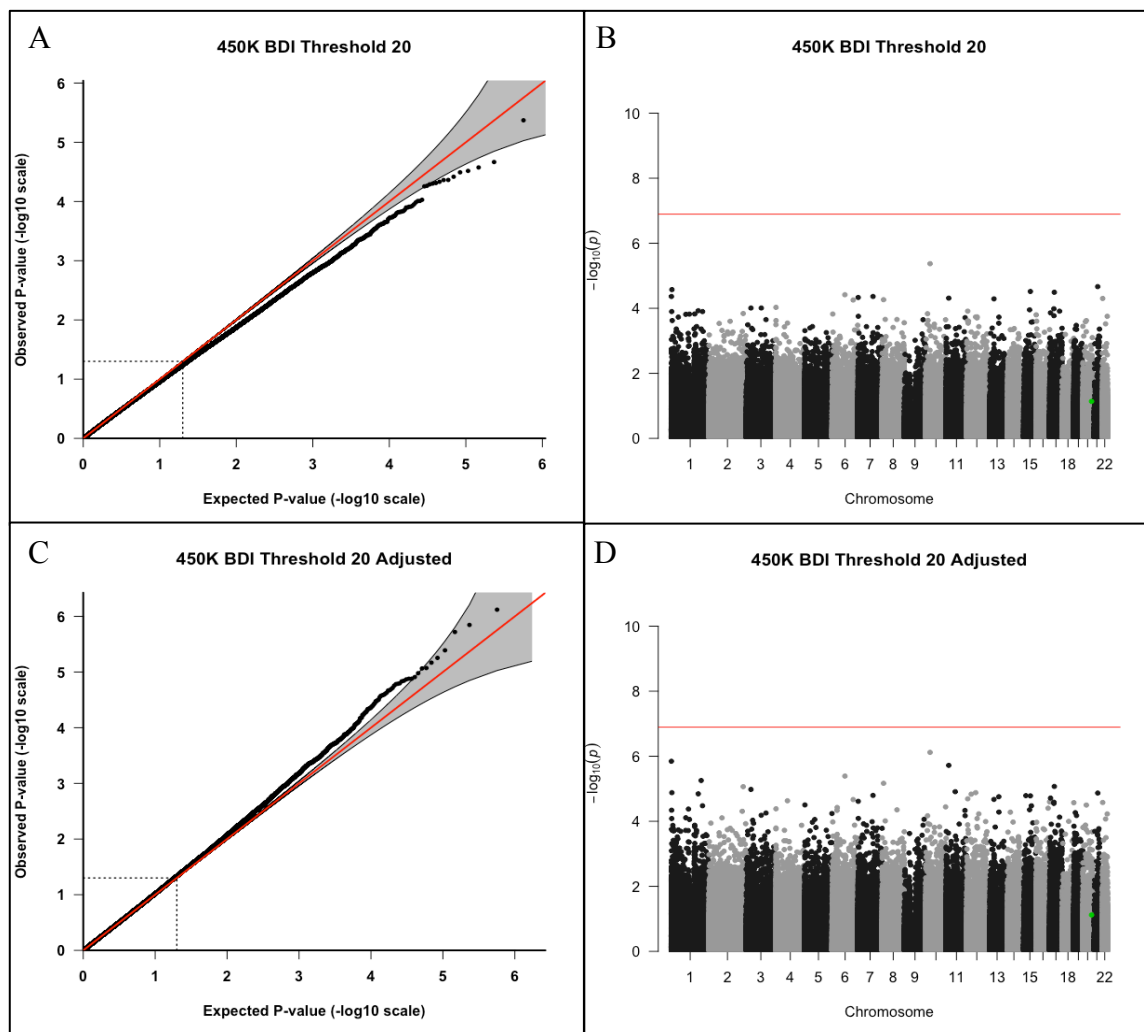 A
450K BDI Threshold 20
Observed P-value (-log10 scale)
6
5
4
3
2
1
0
0 1 2 3 4 5 6
Expected P-value (-log10 scale)
B
450K BDI Threshold 20
−log10(p)
10
8
6
4
2
0
1 2 3 4 5 6 7 8 9 11 13 15 18 22
Chromosome
C
450K BDI Threshold 20 Adjusted
Observed P-value (-log10 scale)
6
5
4
3
2
1
0
0 1 2 3 4 5 6
Expected P-value (-log10 scale)
D
450K BDI Threshold 20 Adjusted
−log10(p)
10
8
6
4
2
0
1 2 3 4 5 6 7 8 9 11 13 15 18 22
Chromosome